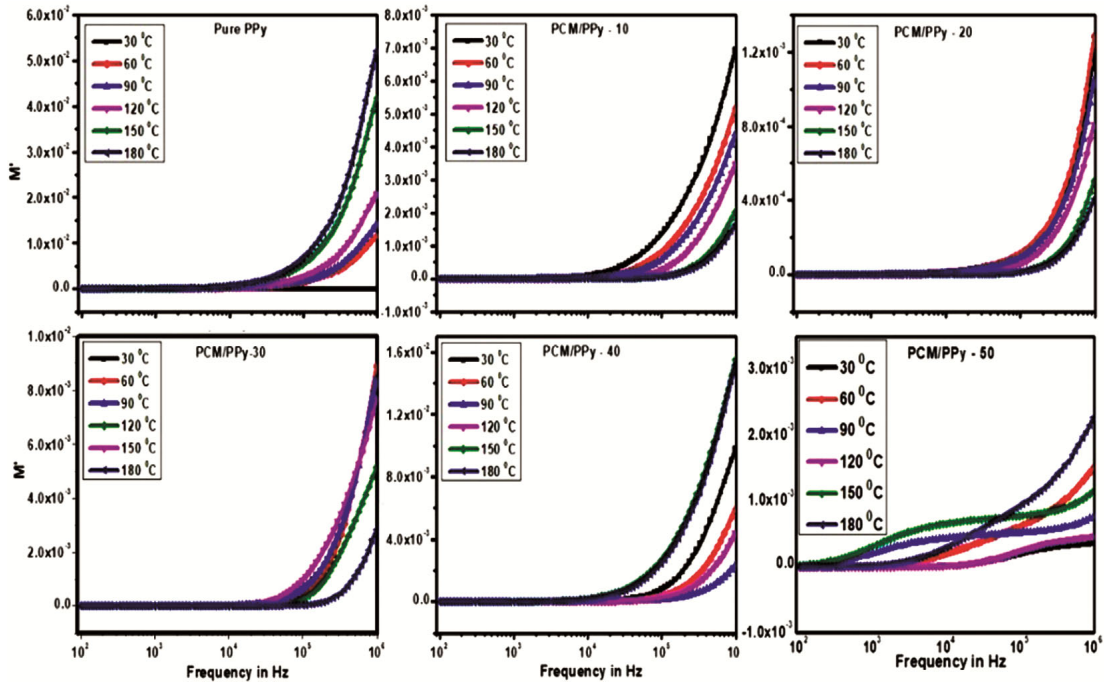 Pure PPy
6.0x10⁻²
5.0x10⁻²
4.0x10⁻²
3.0x10⁻²
2.0x10⁻²
1.0x10⁻²
0.0
M'
30 ⁰C
60 ⁰C
90 ⁰C
120 ⁰C
150 ⁰C
180 ⁰C
PCM/PPy - 10
8.0x10⁻³
7.0x10⁻³
6.0x10⁻³
5.0x10⁻³
4.0x10⁻³
3.0x10⁻³
2.0x10⁻³
1.0x10⁻³
0.0
-1.0x10⁻³
30 ⁰C
60 ⁰C
90 ⁰C
120 ⁰C
150 ⁰C
180 ⁰C
PCM/PPy - 20
1.2x10⁻³
8.0x10⁻⁴
4.0x10⁻⁴
0.0
30 ⁰C
60 ⁰C
90 ⁰C
120 ⁰C
150 ⁰C
180 ⁰C
PCM/PPy-30
1.0x10⁻²
8.0x10⁻³
6.0x10⁻³
4.0x10⁻³
2.0x10⁻³
0.0
M'
30 ⁰C
60 ⁰C
90 ⁰C
120 ⁰C
150 ⁰C
180 ⁰C
10² 10³ 10⁴ 10⁵ 10⁶
Frequency in Hz
PCM/PPy - 40
1.6x10⁻²
1.2x10⁻²
8.0x10⁻³
4.0x10⁻³
0.0
30 ⁰C
60 ⁰C
90 ⁰C
120 ⁰C
150 ⁰C
180 ⁰C
10² 10³ 10⁴ 10⁵ 10
Frequency in Hz
PCM/PPy - 50
3.0x10⁻³
2.0x10⁻³
1.0x10⁻³
0.0
-1.0x10⁻³
30 ⁰C
60 ⁰C
90 ⁰C
120 ⁰C
150 ⁰C
180 ⁰C
10² 10³ 10⁴ 10⁵ 10⁶
Frequency in Hz